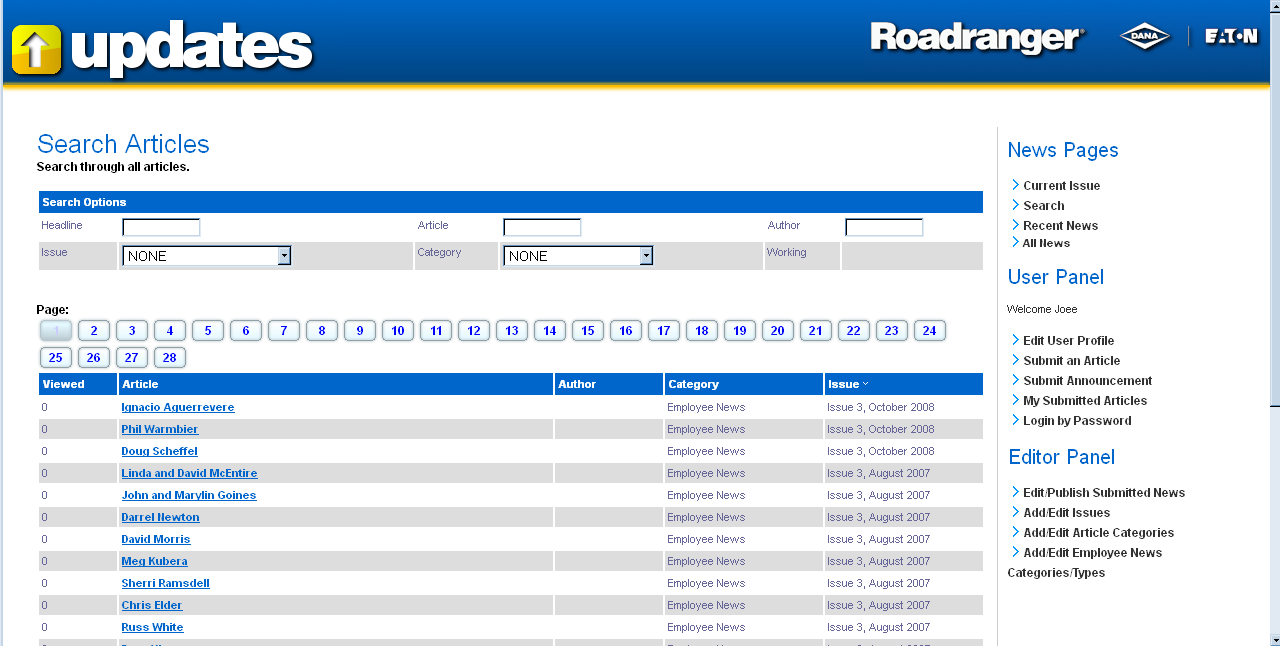 updates
Roadranger
DANA
EATON
Search Articles
Search through all articles.
Search Options
Headline Article Author
Issue NONE Category NONE Working
Page:
1 2 3 4 5 6 7 8 9 10 11 12 13 14 15 16 17 18 19 20 21 22 23 24
25 26 27 28
Viewed Article Author Category Issue
0 Ignacio Aguerrevere Employee News Issue 3, October 2008
0 Phil Warmbier Employee News Issue 3, October 2008
0 Doug Scheffel Employee News Issue 3, October 2008
0 Linda and David McEntire Employee News Issue 3, August 2007
0 John and Marylin Goines Employee News Issue 3, August 2007
0 Darrel Newton Employee News Issue 3, August 2007
0 David Morris Employee News Issue 3, August 2007
0 Meg Kubera Employee News Issue 3, August 2007
0 Sherri Ramsdell Employee News Issue 3, August 2007
0 Chris Elder Employee News Issue 3, August 2007
0 Russ White Employee News Issue 3, August 2007
News Pages
Current Issue
Search
Recent News
All News
User Panel
Welcome Joee
Edit User Profile
Submit an Article
Submit Announcement
My Submitted Articles
Login by Password
Editor Panel
Edit/Publish Submitted News
Add/Edit Issues
Add/Edit Article Categories
Add/Edit Employee News
Categories/Types